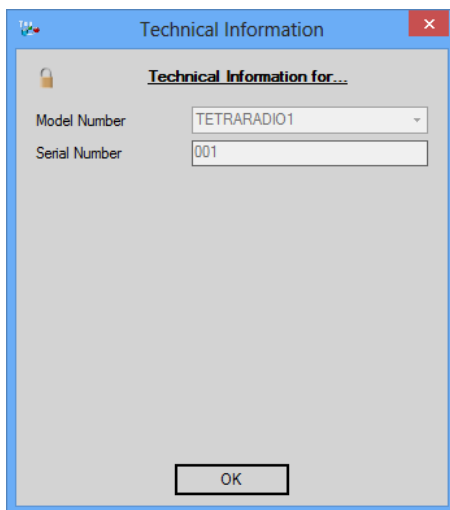 Technical Information
Technical Information for...
Model Number TETRARADIO1
Serial Number 001
OK